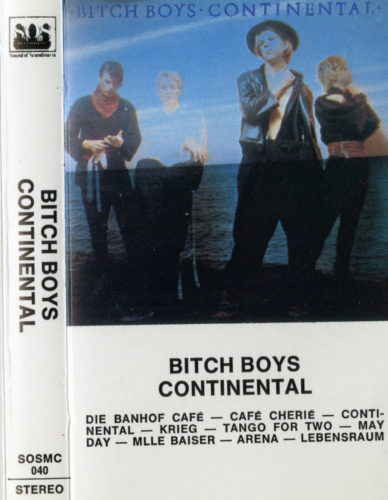 SOS
Sound of Scandinavia
BITCH BOYS
CONTINENTAL
SOSMC
040
STEREO
·BITCH BOYS·CONTINENTAL·
BITCH BOYS
CONTINENTAL
DIE BANHOF CAFÉ — CAFÉ CHERIÉ — CONTI-
NENTAL — KRIEG — TANGO FOR TWO — MAY
DAY — MLLE BAISER — ARENA — LEBENSRAUM